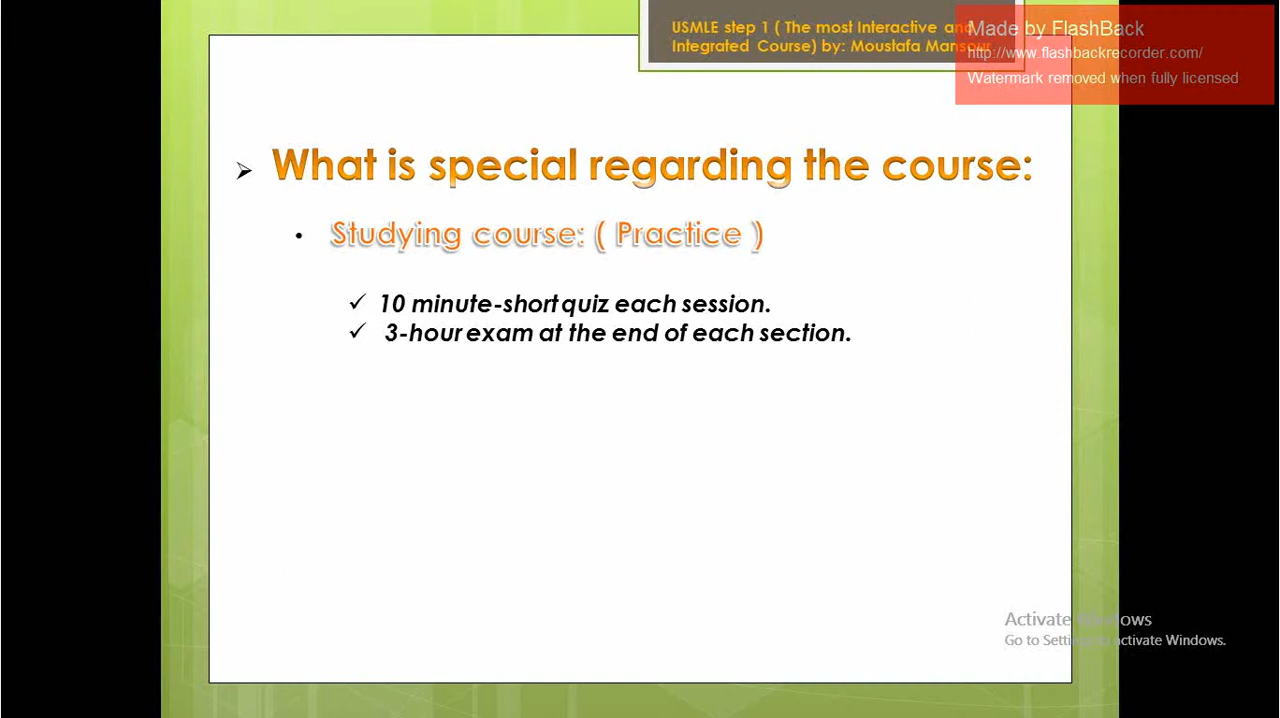 USMLE step 1 ( The most Interactive and
Integrated Course) by: Moustafa Mansour
Made by FlashBack
http://www.flashbackrecorder.com/
Watermark removed when fully licensed
What is special regarding the course:
Studying course: ( Practice )
10 minute-short quiz each session.
3-hour exam at the end of each section.
Activate Windows
Go to Settings to activate Windows.